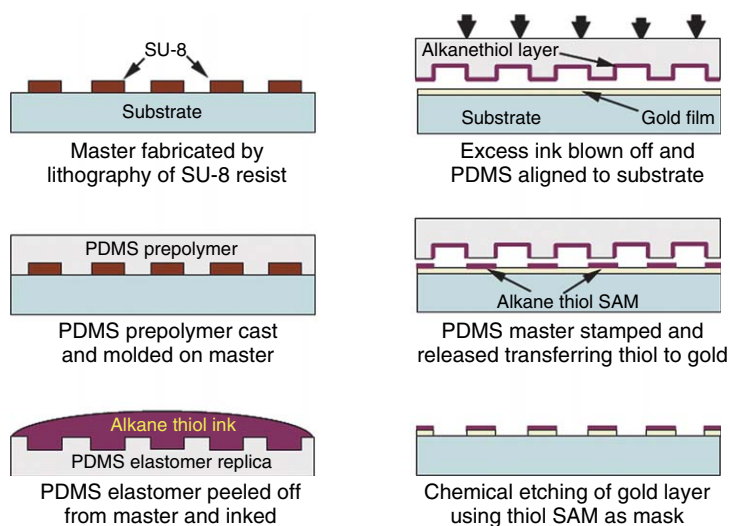 SU-8
Substrate
Master fabricated by
lithography of SU-8 resist
PDMS prepolymer
PDMS prepolymer cast
and molded on master
Alkane thiol ink
PDMS elastomer replica
PDMS elastomer peeled off
from master and inked
Alkanethiol layer
Substrate
Gold film
Excess ink blown off and
PDMS aligned to substrate
Alkane thiol SAM
PDMS master stamped and
released transferring thiol to gold
Chemical etching of gold layer
using thiol SAM as mask